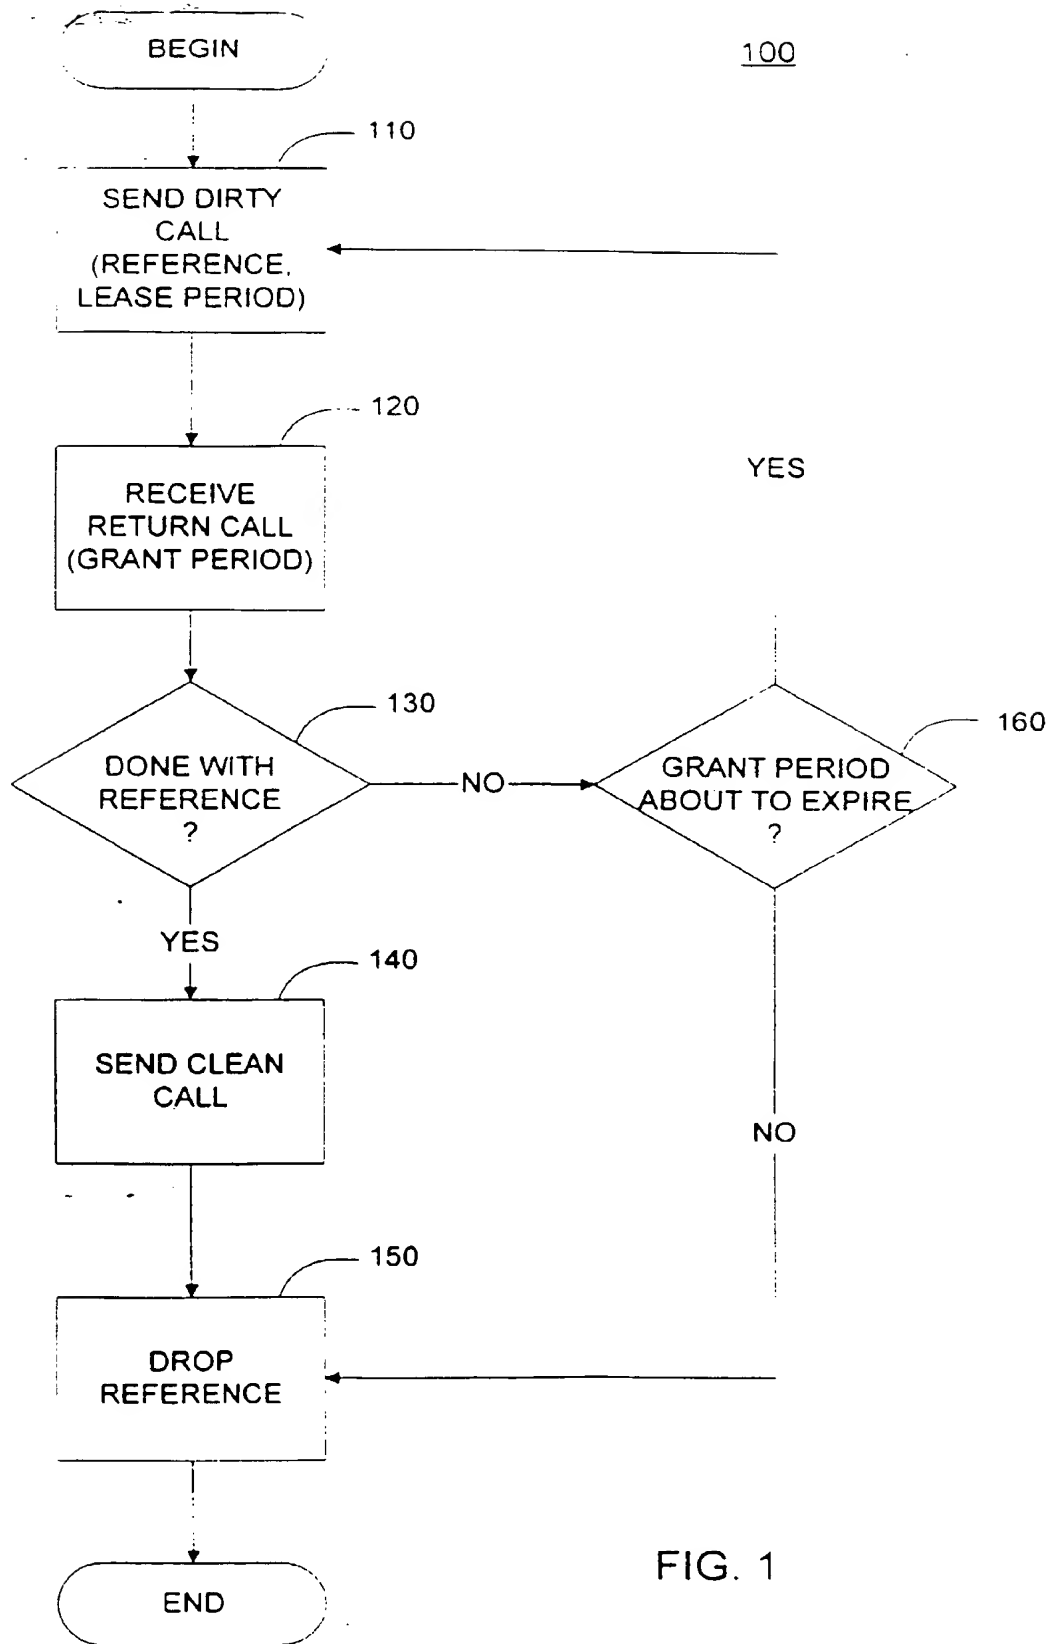 BEGIN
100
110
SEND DIRTY
CALL
(REFERENCE,
LEASE PERIOD)
120
RECEIVE
RETURN CALL
(GRANT PERIOD)
YES
130
DONE WITH
REFERENCE
?
NO
160
GRANT PERIOD
ABOUT TO EXPIRE
?
YES
140
SEND CLEAN
CALL
NO
150
DROP
REFERENCE
END
FIG. 1